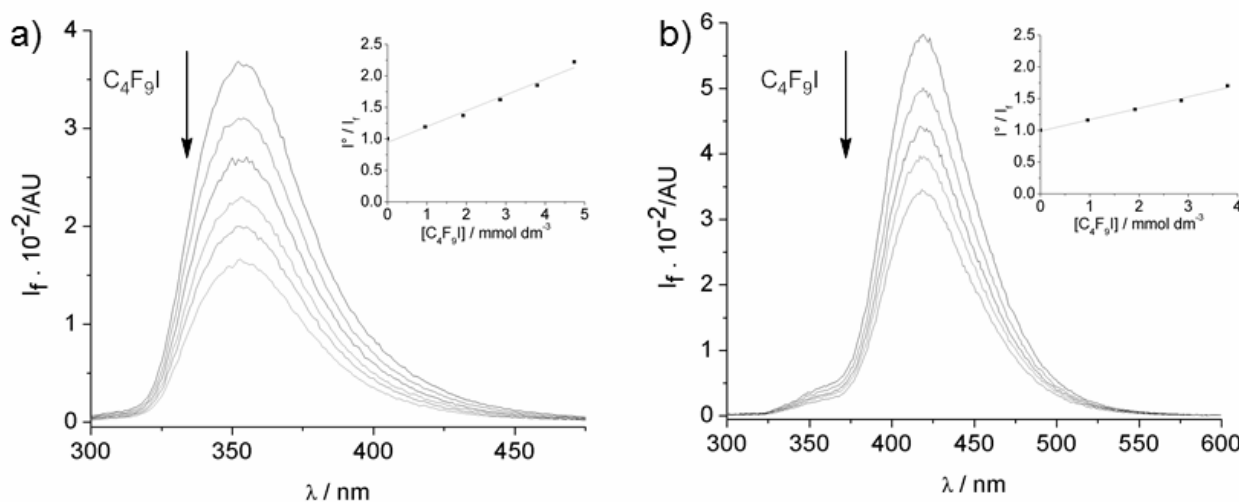 a)
C₄F₉I
I_f . 10⁻²/AU
4
3
2
1
0
300 350 400 450
λ / nm
I° / I_f
2.5
2.0
1.5
1.0
0.5
0.0
0 1 2 3 4 5
[C₄F₉I] / mmol dm⁻³
b)
C₄F₉I
I_f . 10⁻²/AU
6
5
4
3
2
1
0
300 350 400 450 500 550 600
λ / nm
I° / I_f
2.5
2.0
1.5
1.0
0.5
0.0
0 1 2 3 4
[C₄F₉I] / mmol dm⁻³